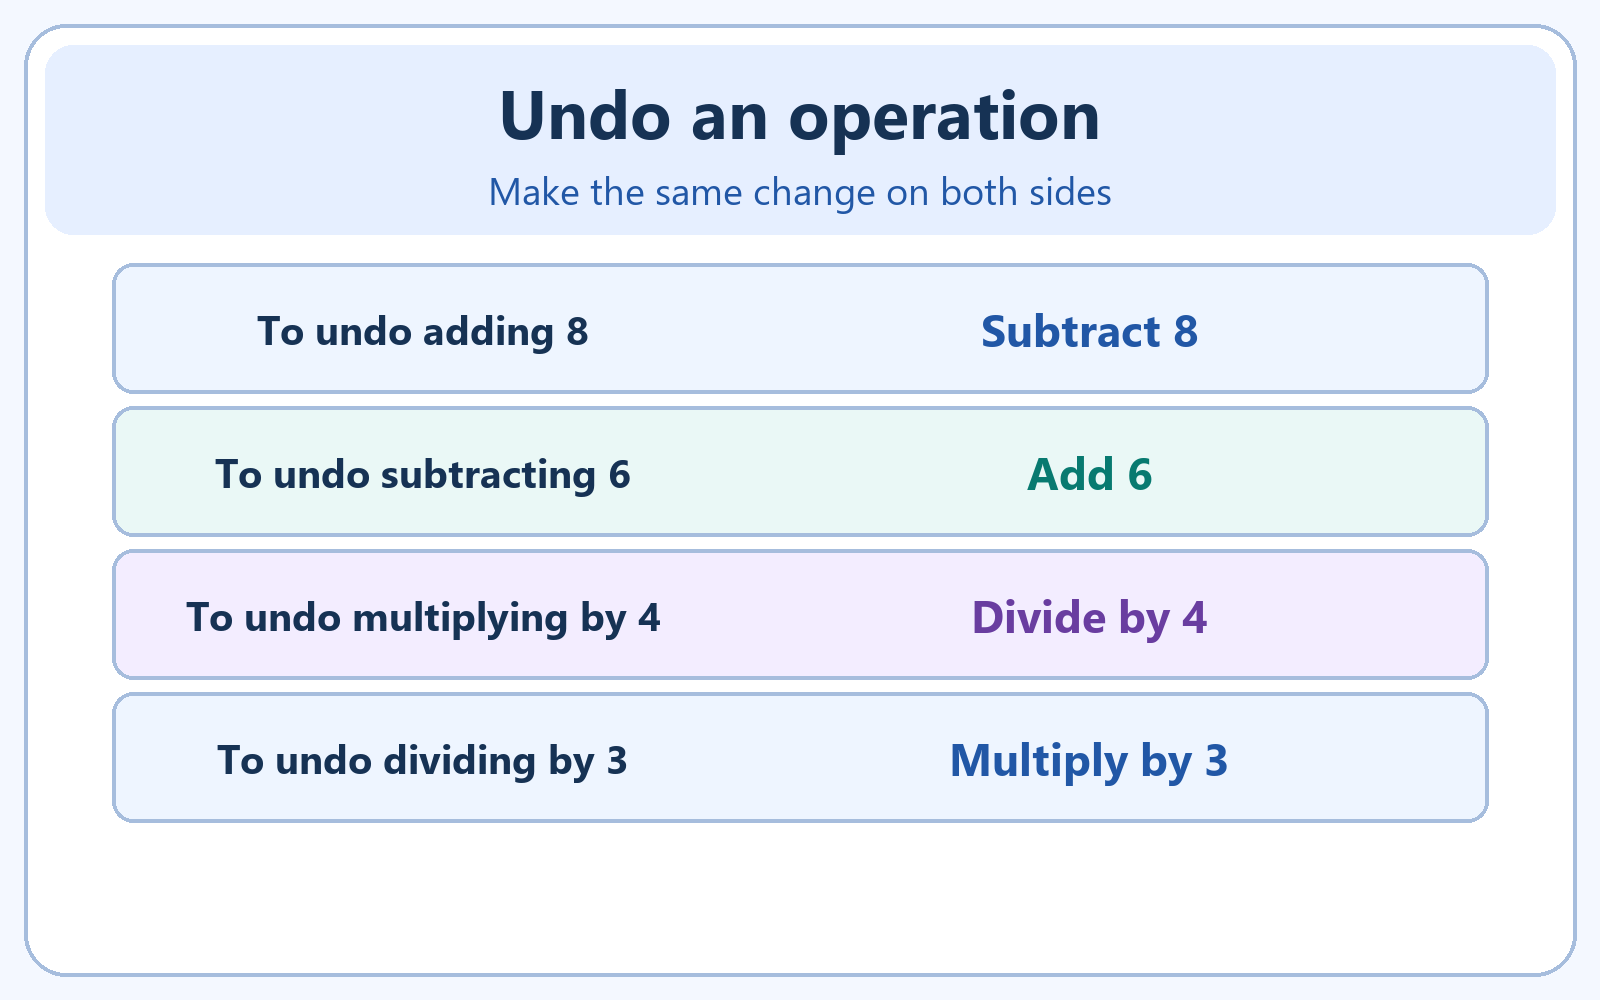 Undo an operation
Make the same change on both sides
To undo adding 8 Subtract 8
To undo subtracting 6 Add 6
To undo multiplying by 4 Divide by 4
To undo dividing by 3 Multiply by 3